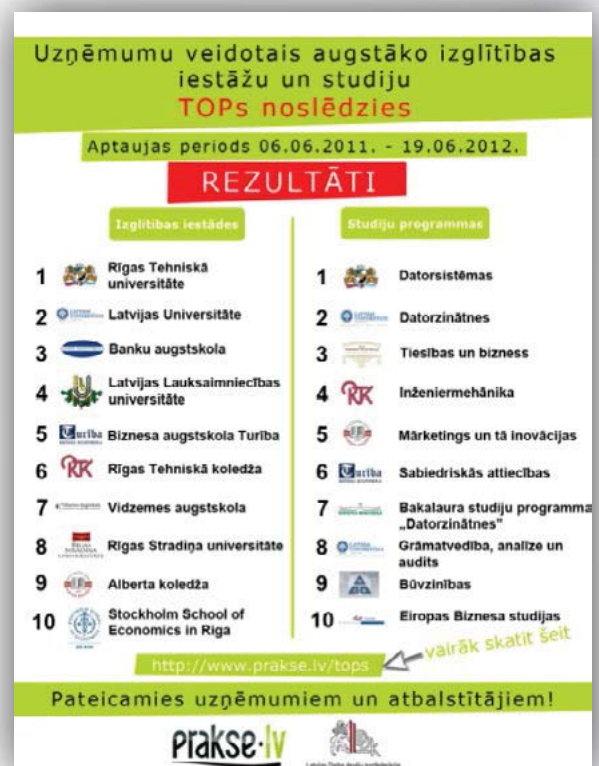 Uzņēmumu veidotais augstāko izglītības
iestāžu un studiju
TOPs noslēdzies
Aptaujas periods 06.06.2011. - 19.06.2012.
REZULTĀTI
Izglītības iestādes
1 Rīgas Tehniskā
universitāte
2 Latvijas Universitāte
3 Banku augstskola
4 Latvijas Lauksaimniecības
universitāte
5 Turība Biznesa augstskola Turība
6 RTK Rīgas Tehniskā koledža
7 Vidzemes augstskola
8 Rīgas Stradiņa universitāte
9 Alberta koledža
10 Stockholm School of
Economics in Riga
Studiju programmas
1 Datorsistēmas
2 Datorzinātnes
3 Tiesības un bizness
4 RTK Inženiermehānika
5 Mārketings un tā inovācijas
6 Turība Sabiedriskās attiecības
7 Bakalaura studiju programma
„Datorzinātnes"
8 Grāmatvedība, analīze un
audits
9 Būvzinības
10 Eiropas Biznesa studijas
http://www.prakse.lv/tops
vairāk skatīt šeit
Pateicamies uzņēmumiem un atbalstītājiem!
prakse.lv